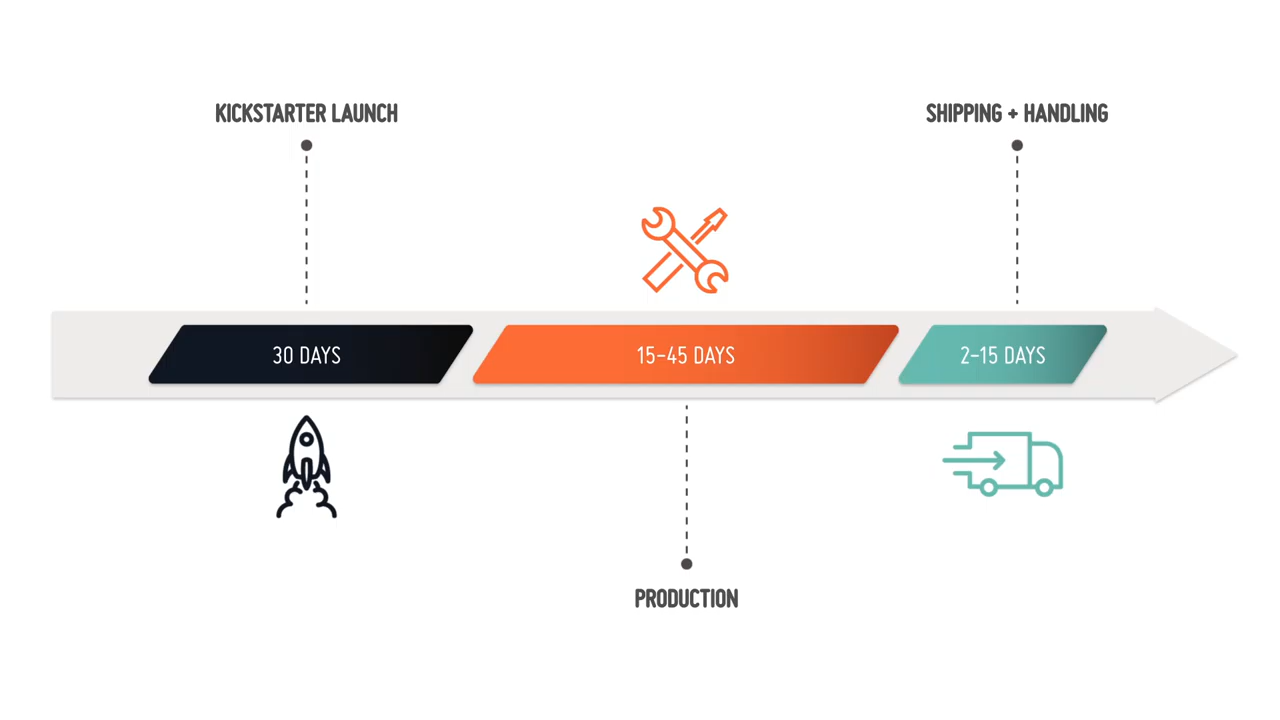 KICKSTARTER LAUNCH
SHIPPING + HANDLING
30 DAYS
15-45 DAYS
2-15 DAYS
PRODUCTION